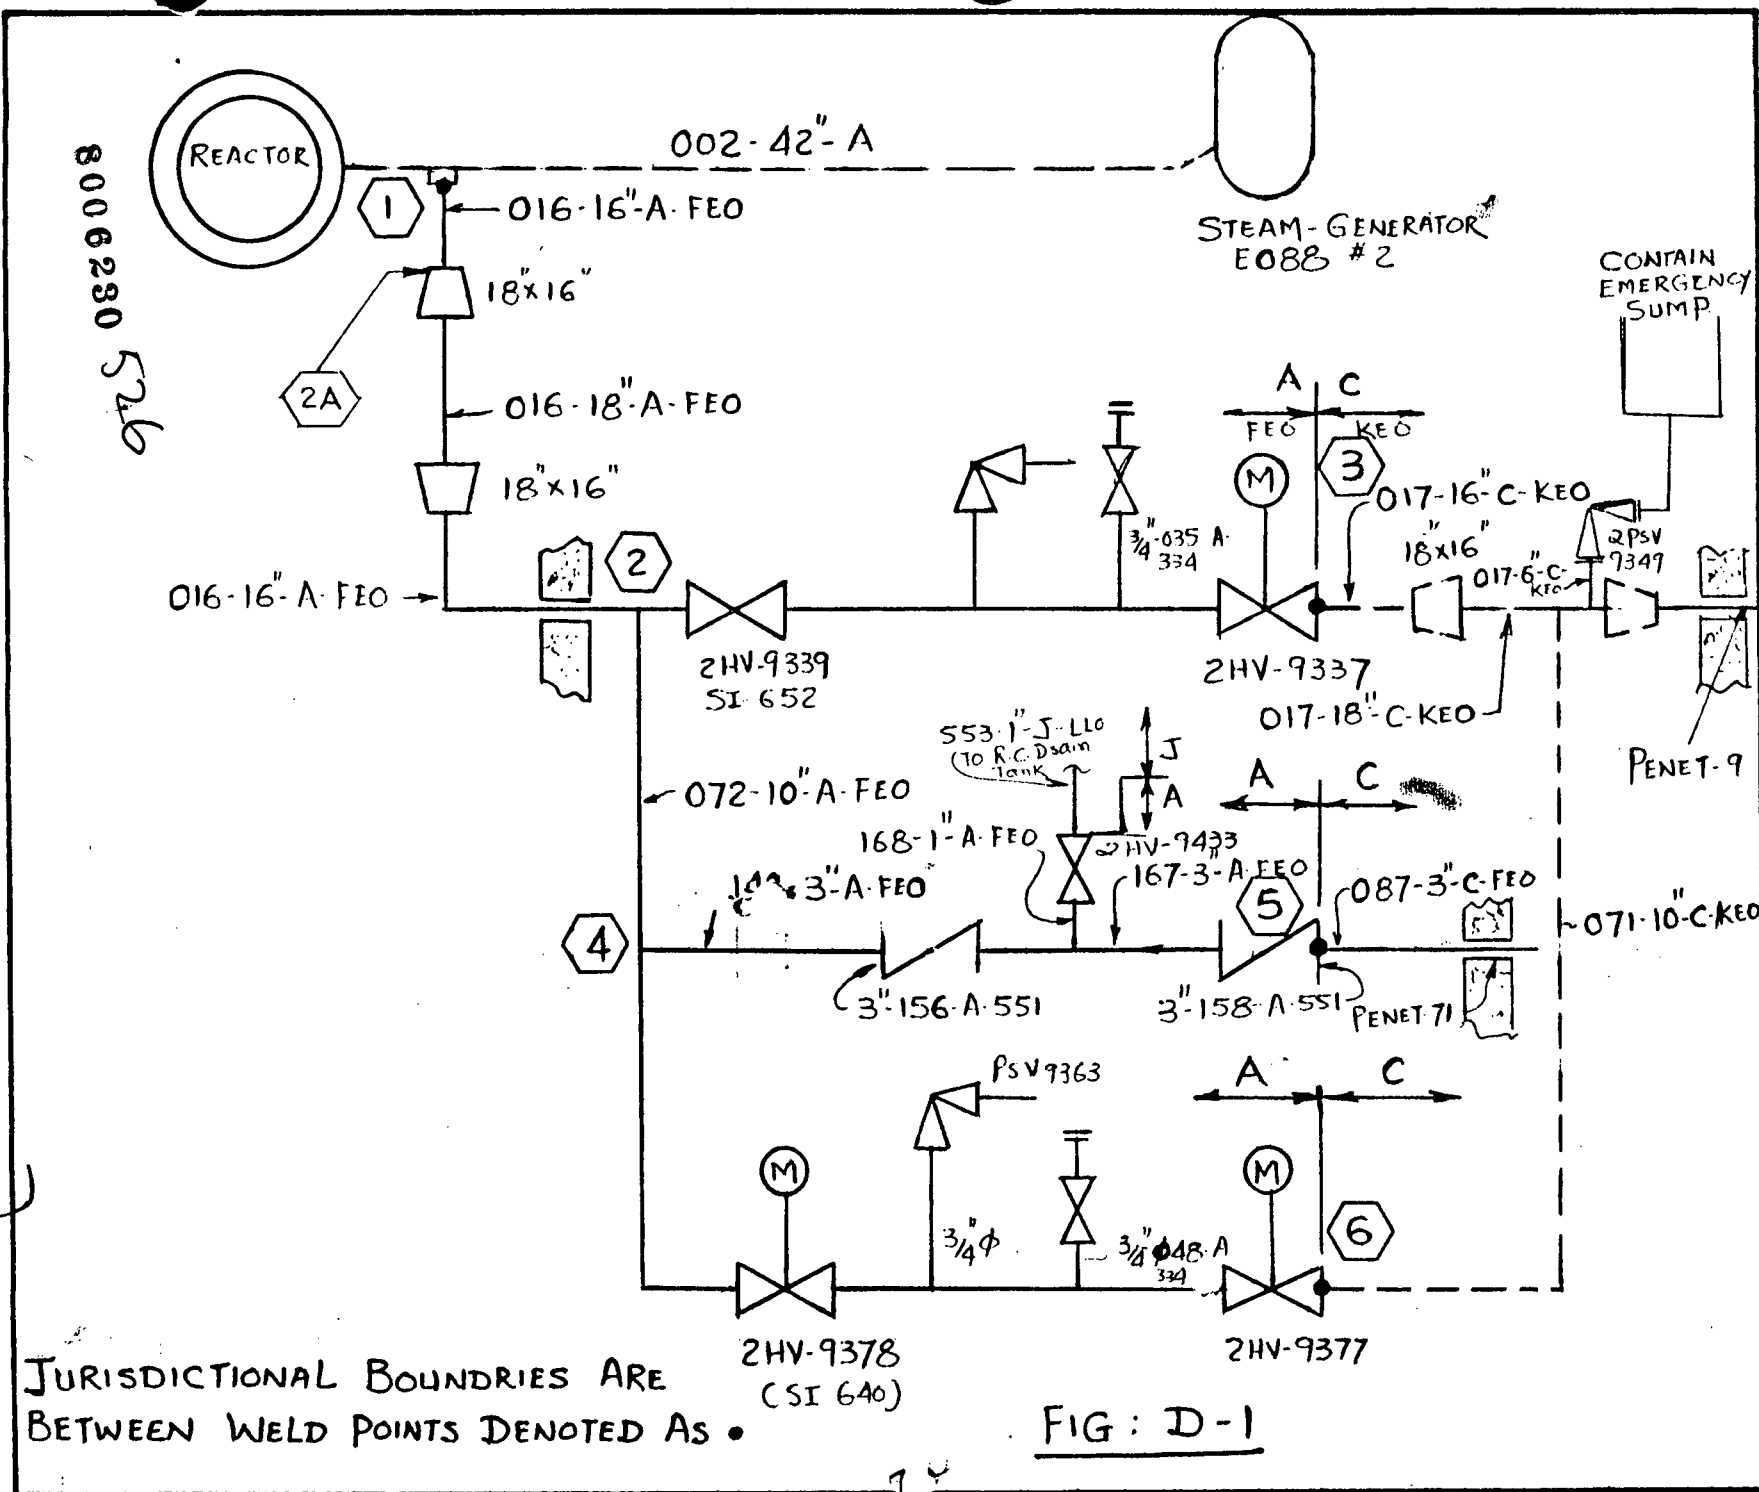 8006280 526
REACTOR
002-42"-A
1
016-16"-A-FEO
STEAM-GENERATOR
E088 #2
CONTAIN
EMERGENCY
SUMP
18"x16"
2A
016-18"-A-FEO
18"x16"
A C
FEO KEO
M
3
017-16"-C-KEO
18"x16"
3/4"-035 A-
334
2PSV
9349
017-6"-C-
KEO
2
016-16"-A-FEO
2HV-9339
SI-652
2HV-9337
017-18"-C-KEO
PENET-9
553-1"-J-LLO
(TO R.C. Drain
Tank
J
A
A C
072-10"-A-FEO
168-1"-A-FEO
2HV-9433
167-3"-A-FEO
3"-A-FEO
5
087-3"-C-FEO
071-10"-C-KEO
4
3"-156-A-551
3"-158-A-551
PENET-71
PSV9363
A C
M
M
3/4"φ
3/4"φ48-A
334
6
2HV-9378
(SI 640)
2HV-9377
JURISDICTIONAL BOUNDRIES ARE
BETWEEN WELD POINTS DENOTED AS •
FIG: D-1